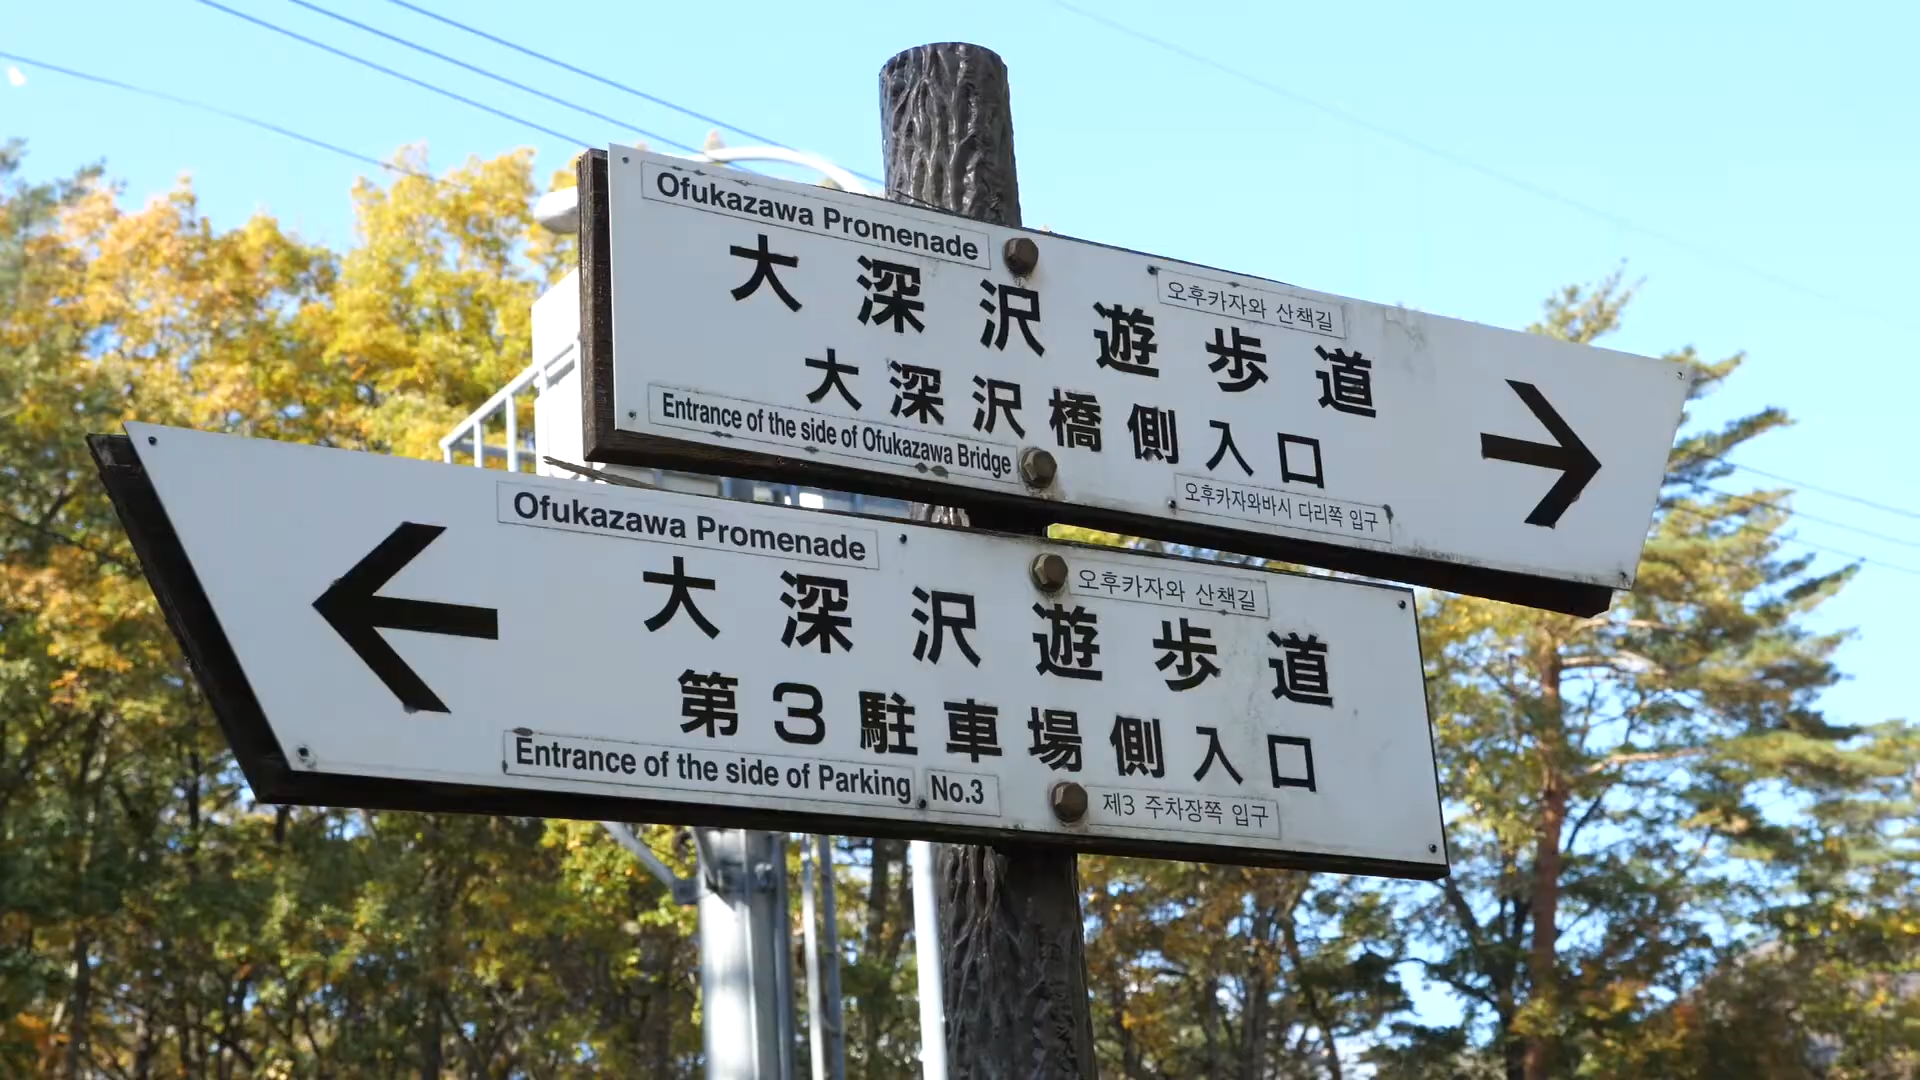 Ofukazawa Promenade
오후카자와 산책길
大深沢遊歩道
大深沢橋側入口
Entrance of the side of Ofukazawa Bridge
오후카자와바시 다리쪽 입구
Ofukazawa Promenade
오후카자와 산책길
大深沢遊歩道
第3駐車場側入口
Entrance of the side of Parking No.3
제3 주차장쪽 입구